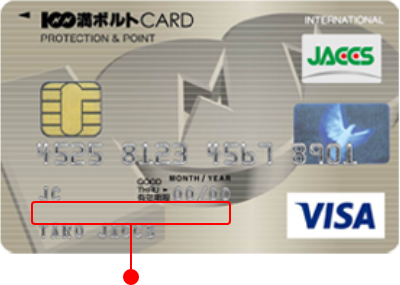 100満ボルトCARD
PROTECTION & POINT
INTERNATIONAL
JACCS
4525 8123 4567 8901
MONTH / YEAR
JC GOOD THRU 有効期限 00/00
TARO JACCS
VISA